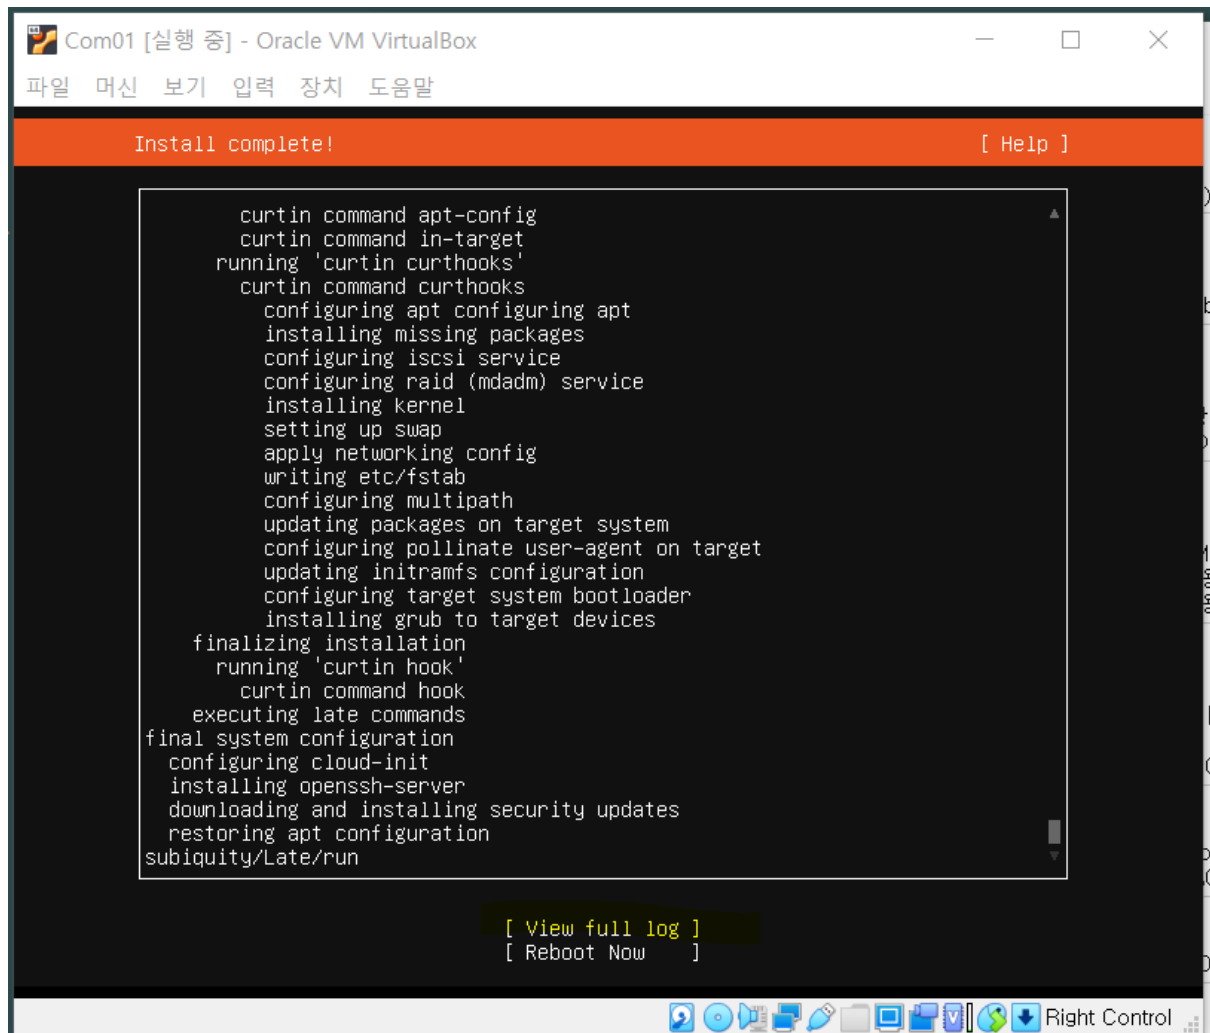 Com01 [실행 중] - Oracle VM VirtualBox
파일 머신 보기 입력 장치 도움말
Install complete! [ Help ]
curtin command apt-config
curtin command in-target
running 'curtin curthooks'
curtin command curthooks
configuring apt configuring apt
installing missing packages
configuring iscsi service
configuring raid (mdadm) service
installing kernel
setting up swap
apply networking config
writing etc/fstab
configuring multipath
updating packages on target system
configuring pollinate user-agent on target
updating initramfs configuration
configuring target system bootloader
installing grub to target devices
finalizing installation
running 'curtin hook'
curtin command hook
executing late commands
final system configuration
configuring cloud-init
installing openssh-server
downloading and installing security updates
restoring apt configuration
subiquity/Late/run
[ View full log ]
[ Reboot Now ]
Right Control